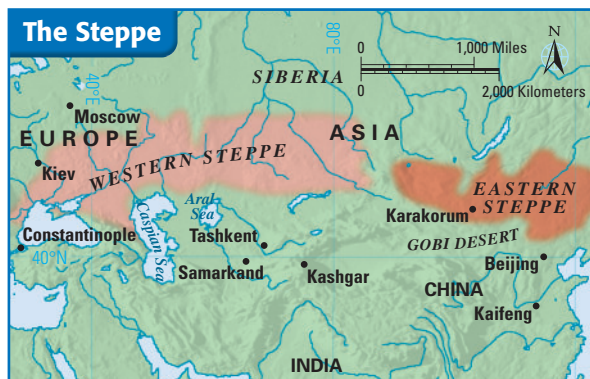 The Steppe
80°E
0 1,000 Miles
0 2,000 Kilometers
N
SIBERIA
40°E
Moscow
EUROPE
ASIA
WESTERN STEPPE
Kiev
EASTERN
STEPPE
Karakorum
Aral
Sea
Caspian Sea
Constantinople
Tashkent
GOBI DESERT
40°N
Samarkand
Kashgar
Beijing
CHINA
Kaifeng
INDIA